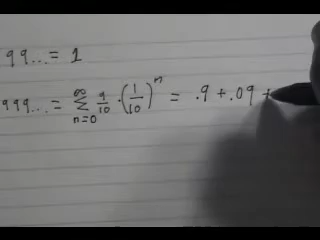 99... = 1
999... = ∞ Σ n=0 9/10 · (1/10)^n = .9 + .09 +